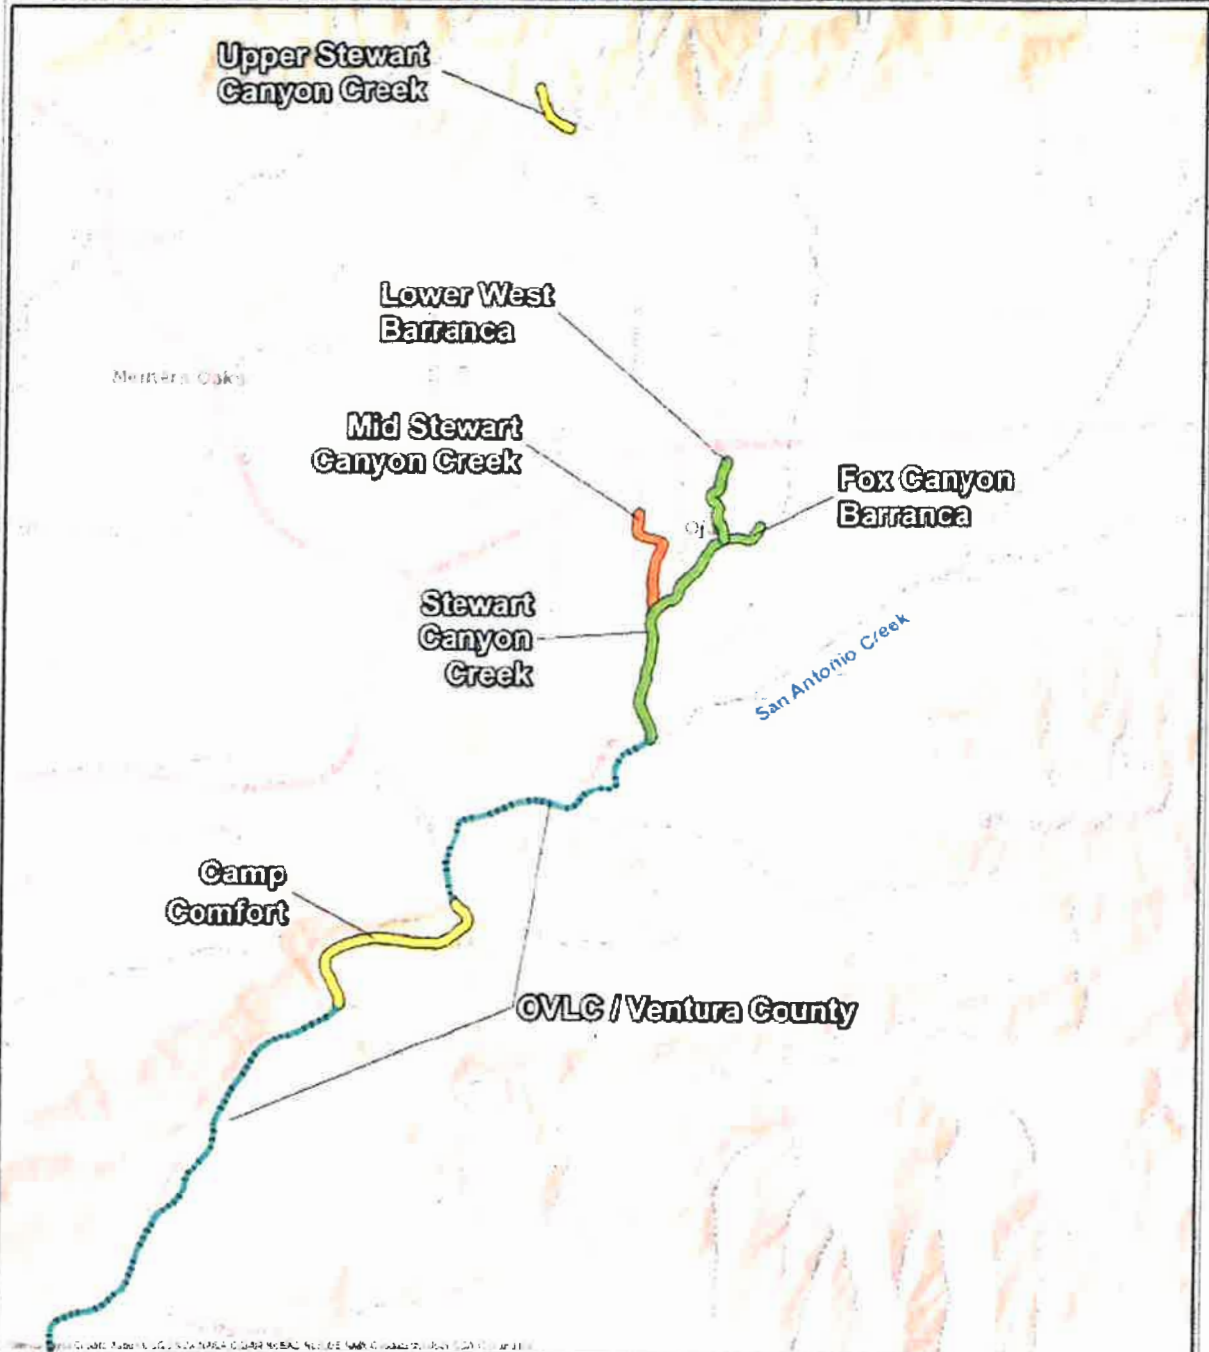 Upper Stewart
Canyon Creek
Lower West
Barranca
Mid Stewart
Canyon Creek
Fox Canyon
Barranca
Oj
Stewart
Canyon
Creek
San Antonio Creek
Camp
Comfort
OVLC / Ventura County